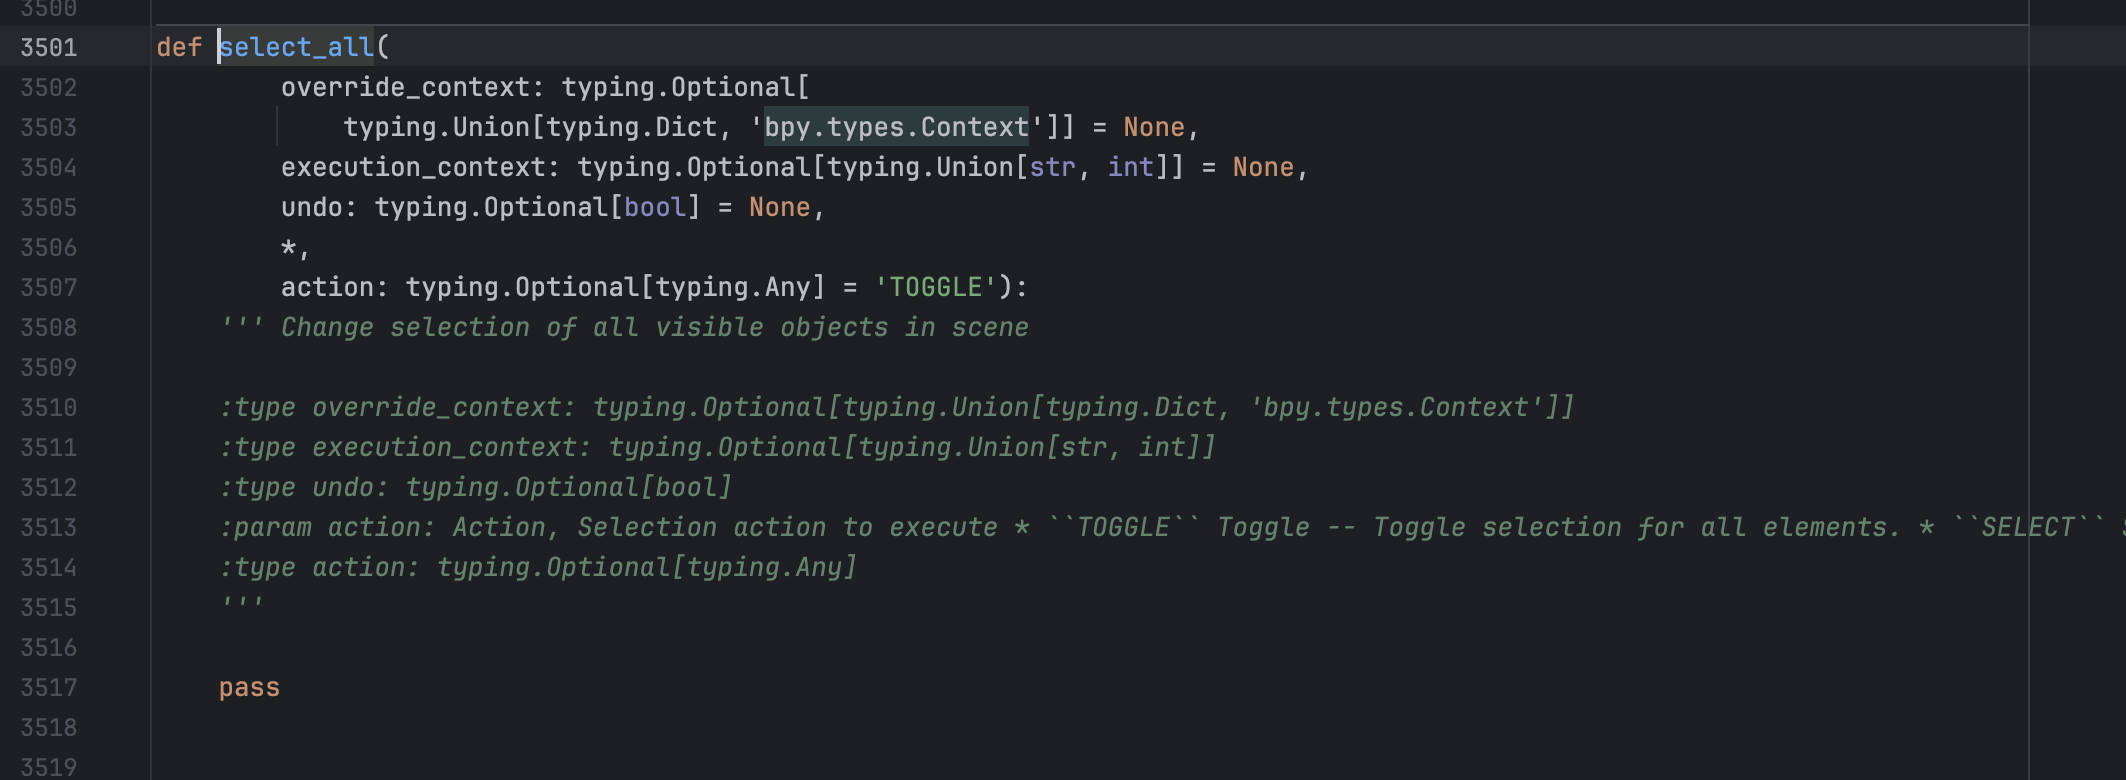 3500
3501 def select_all(
3502 override_context: typing.Optional[
3503 typing.Union[typing.Dict, 'bpy.types.Context']] = None,
3504 execution_context: typing.Optional[typing.Union[str, int]] = None,
3505 undo: typing.Optional[bool] = None,
3506 *,
3507 action: typing.Optional[typing.Any] = 'TOGGLE'):
3508 ''' Change selection of all visible objects in scene
3509
3510 :type override_context: typing.Optional[typing.Union[typing.Dict, 'bpy.types.Context']]
3511 :type execution_context: typing.Optional[typing.Union[str, int]]
3512 :type undo: typing.Optional[bool]
3513 :param action: Action, Selection action to execute * ``TOGGLE`` Toggle -- Toggle selection for all elements. * ``SELECT``
3514 :type action: typing.Optional[typing.Any]
3515 '''
3516
3517 pass
3518
3519